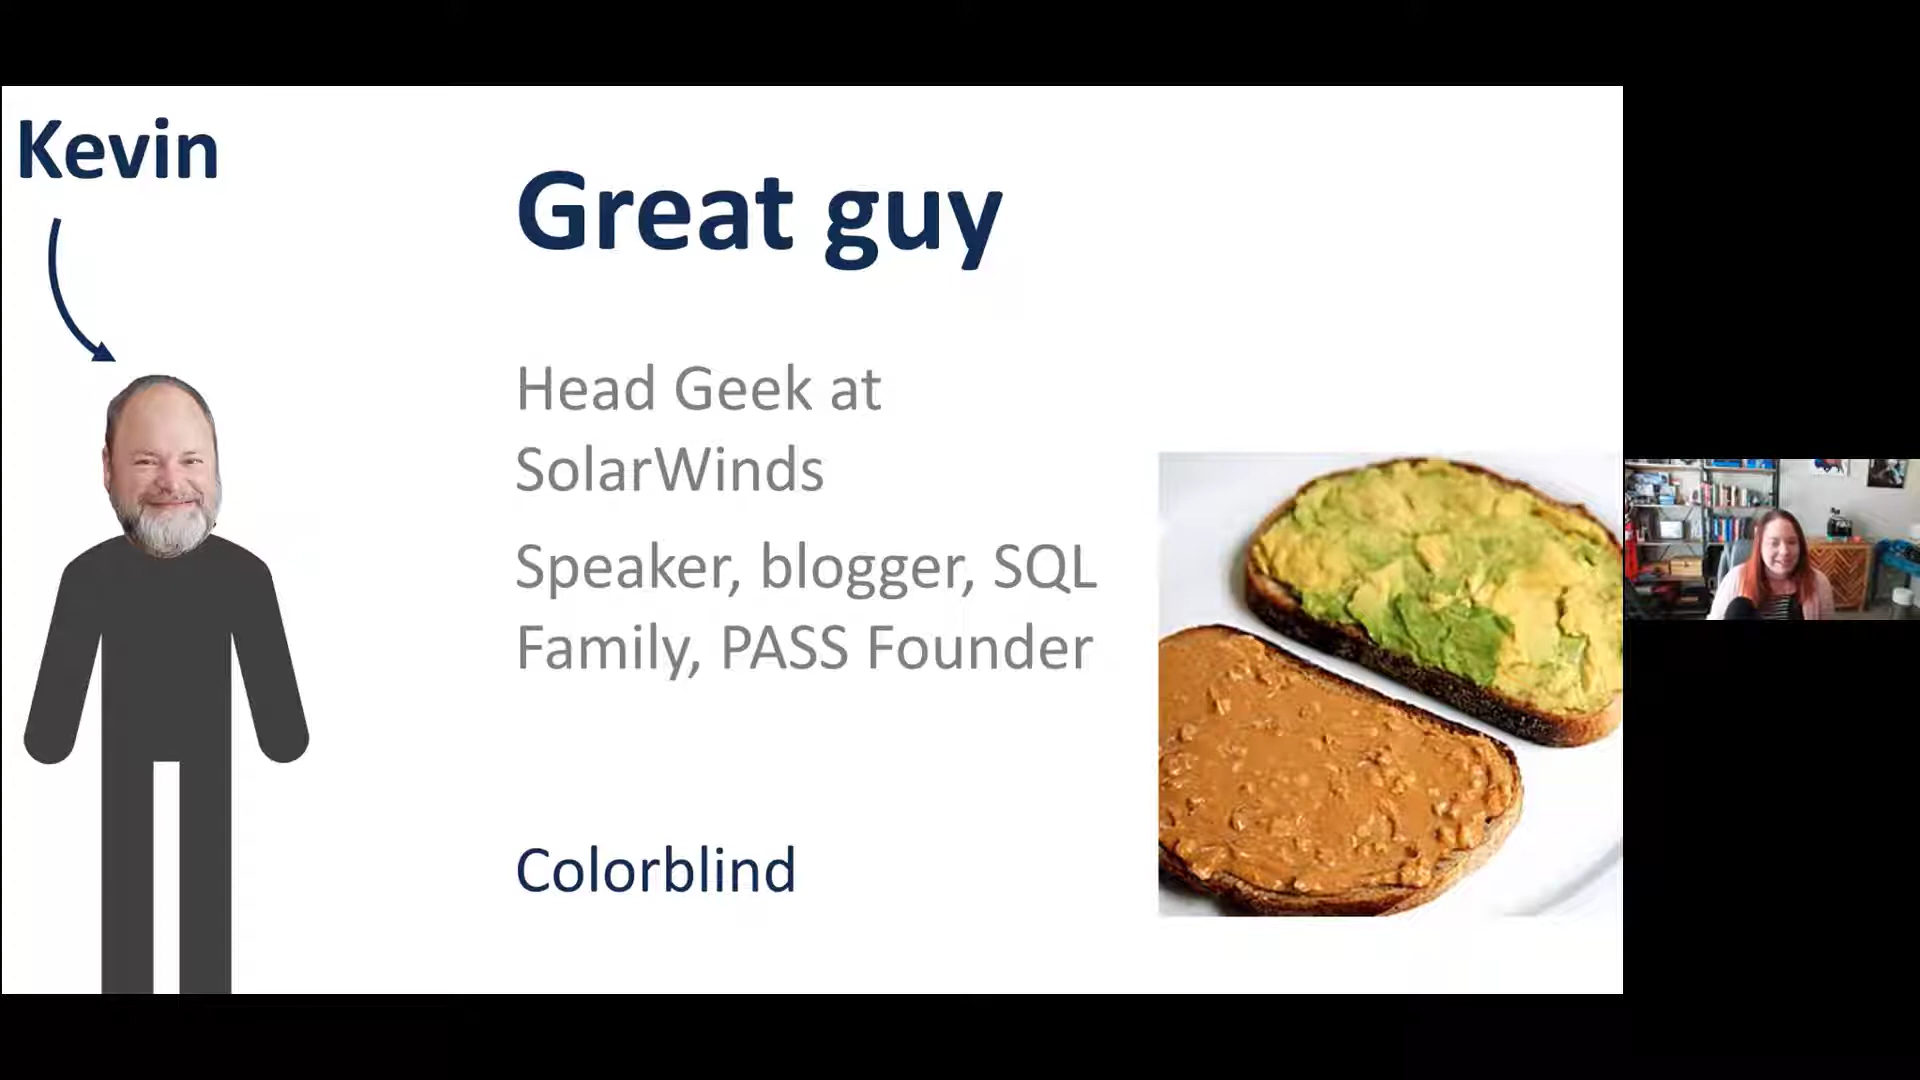 Kevin
Great guy
Head Geek at
SolarWinds
Speaker, blogger, SQL
Family, PASS Founder
Colorblind